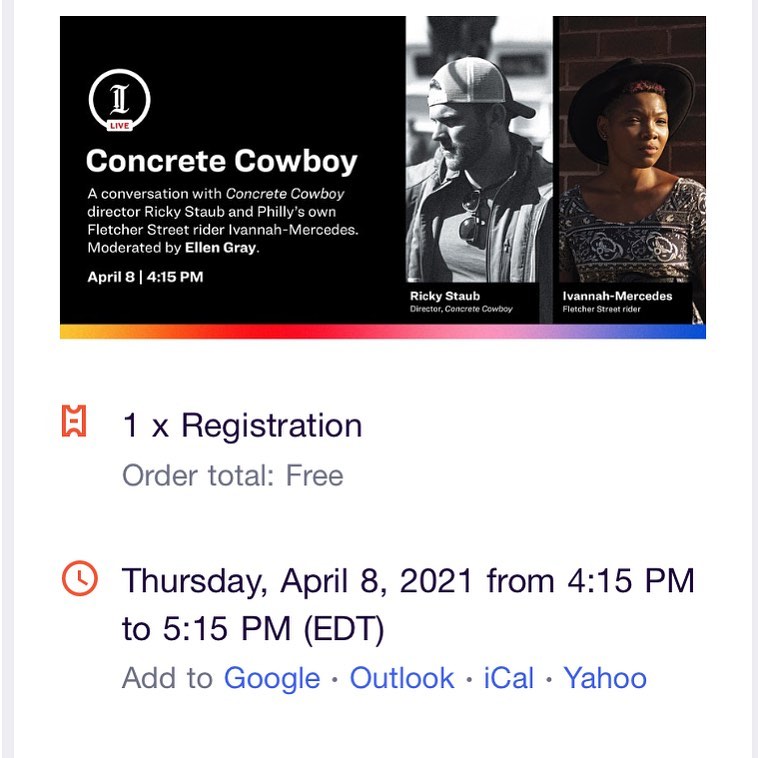 I
LIVE
Concrete Cowboy
A conversation with Concrete Cowboy
director Ricky Staub and Philly's own
Fletcher Street rider Ivannah-Mercedes.
Moderated by Ellen Gray.
April 8 | 4:15 PM
Ricky Staub
Director, Concrete Cowboy
Ivannah-Mercedes
Fletcher Street rider
1 x Registration
Order total: Free
Thursday, April 8, 2021 from 4:15 PM
to 5:15 PM (EDT)
Add to Google · Outlook · iCal · Yahoo